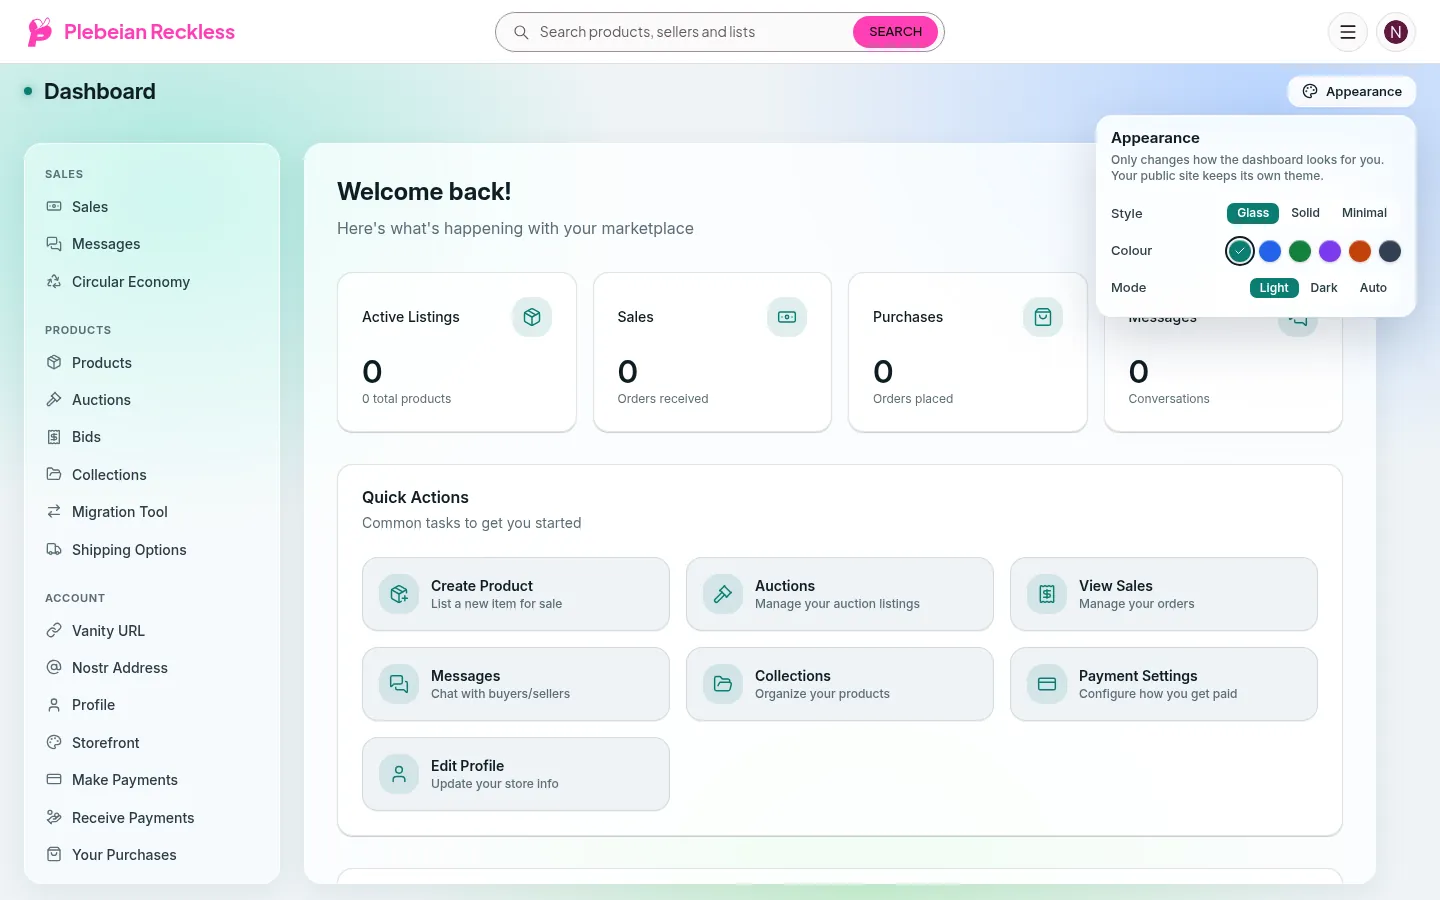 Plebeian Reckless
Search products, sellers and lists
SEARCH
N
Dashboard
Appearance
Appearance
Only changes how the dashboard looks for you.
Your public site keeps its own theme.
Style
Glass
Solid
Minimal
Colour
Mode
Light
Dark
Auto
SALES
Sales
Messages
Circular Economy
PRODUCTS
Products
Auctions
Bids
Collections
Migration Tool
Shipping Options
ACCOUNT
Vanity URL
Nostr Address
Profile
Storefront
Make Payments
Receive Payments
Your Purchases
Welcome back!
Here's what's happening with your marketplace
Active Listings
0
0 total products
Sales
0
Orders received
Purchases
0
Orders placed
Messages
0
Conversations
Quick Actions
Common tasks to get you started
Create Product
List a new item for sale
Auctions
Manage your auction listings
View Sales
Manage your orders
Messages
Chat with buyers/sellers
Collections
Organize your products
Payment Settings
Configure how you get paid
Edit Profile
Update your store info